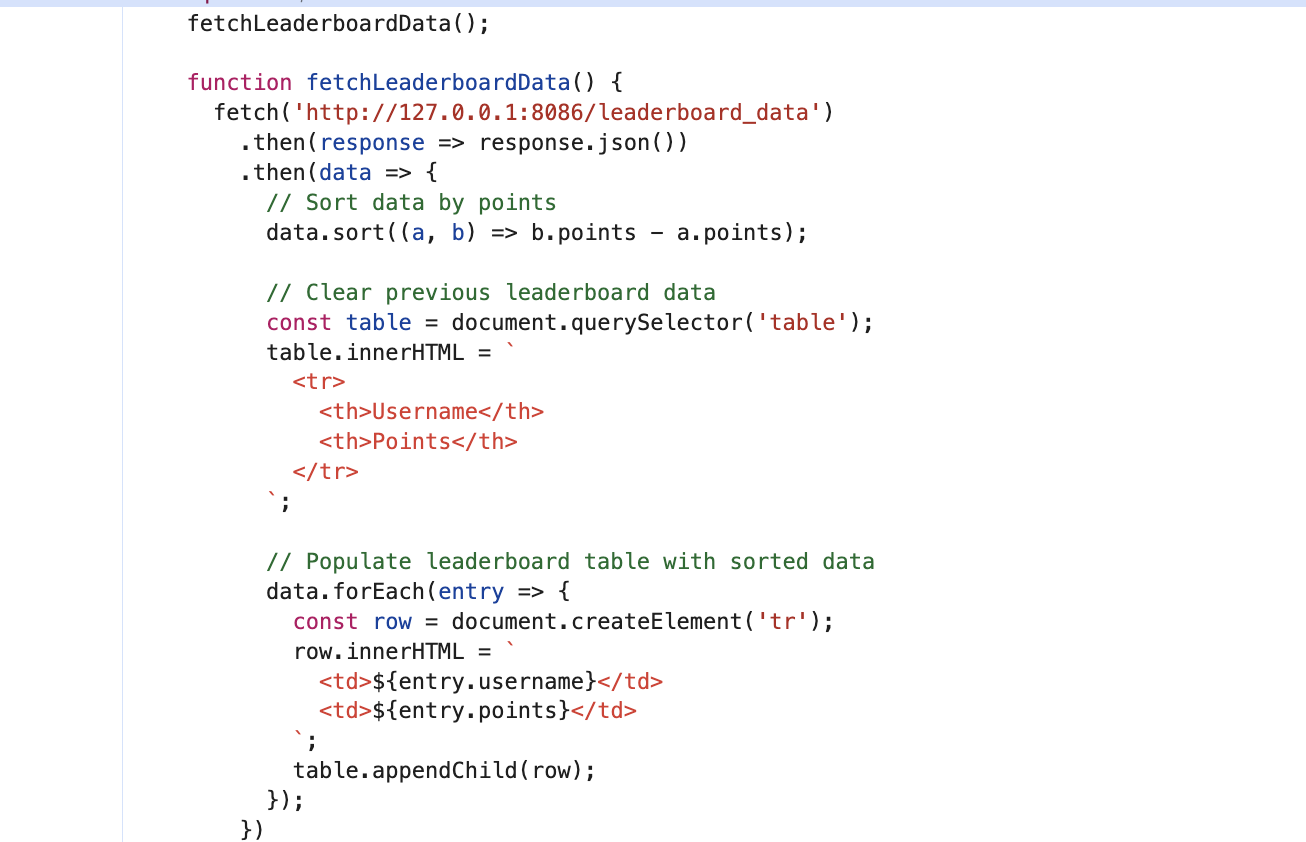 fetchLeaderboardData();
function fetchLeaderboardData() {
fetch('http://127.0.0.1:8086/leaderboard_data')
.then(response => response.json())
.then(data => {
// Sort data by points
data.sort((a, b) => b.points – a.points);
// Clear previous leaderboard data
const table = document.querySelector('table');
table.innerHTML = `
<tr>
<th>Username</th>
<th>Points</th>
</tr>
`;
// Populate leaderboard table with sorted data
data.forEach(entry => {
const row = document.createElement('tr');
row.innerHTML = `
<td>${entry.username}</td>
<td>${entry.points}</td>
`;
table.appendChild(row);
});
})